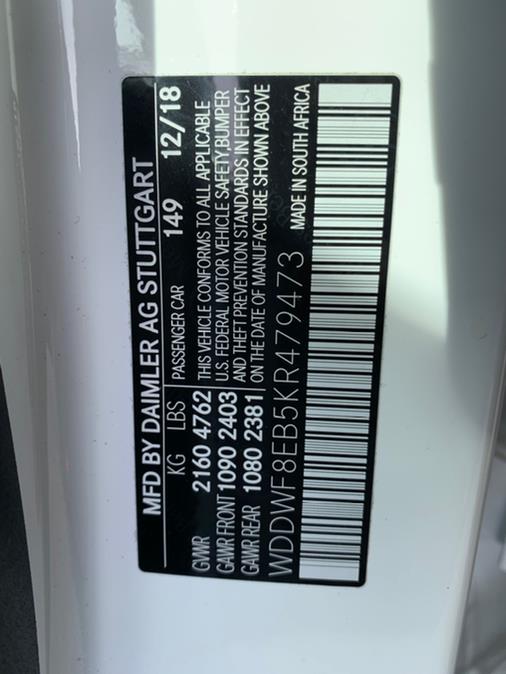 MFD BY DAIMLER AG STUTTGART
KG LBS 149 12/18
PASSENGER CAR
GVWR 2160 4762 THIS VEHICLE CONFORMS TO ALL APPLICABLE
GAWR FRONT 1090 2403 U.S. FEDERAL MOTOR VEHICLE SAFETY,BUMPER
GAWR REAR 1080 2381 AND THEFT PREVENTION STANDARDS IN EFFECT
ON THE DATE OF MANUFACTURE SHOWN ABOVE
WDDWF8EB5KR479473 MADE IN SOUTH AFRICA